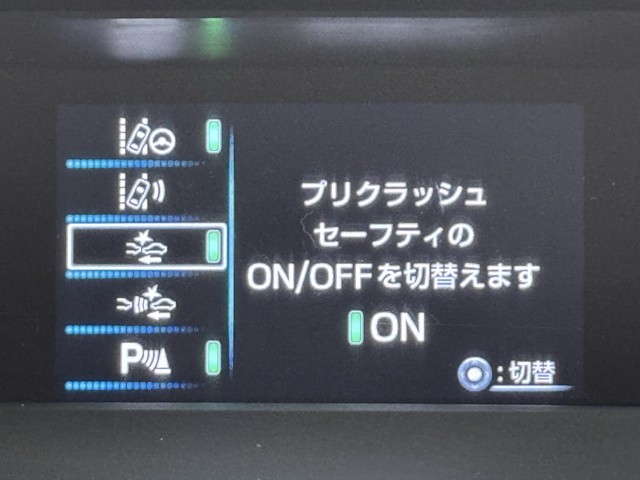 プリクラッシュ
セーフティの
ON/OFFを切替えます
ON
:切替
P